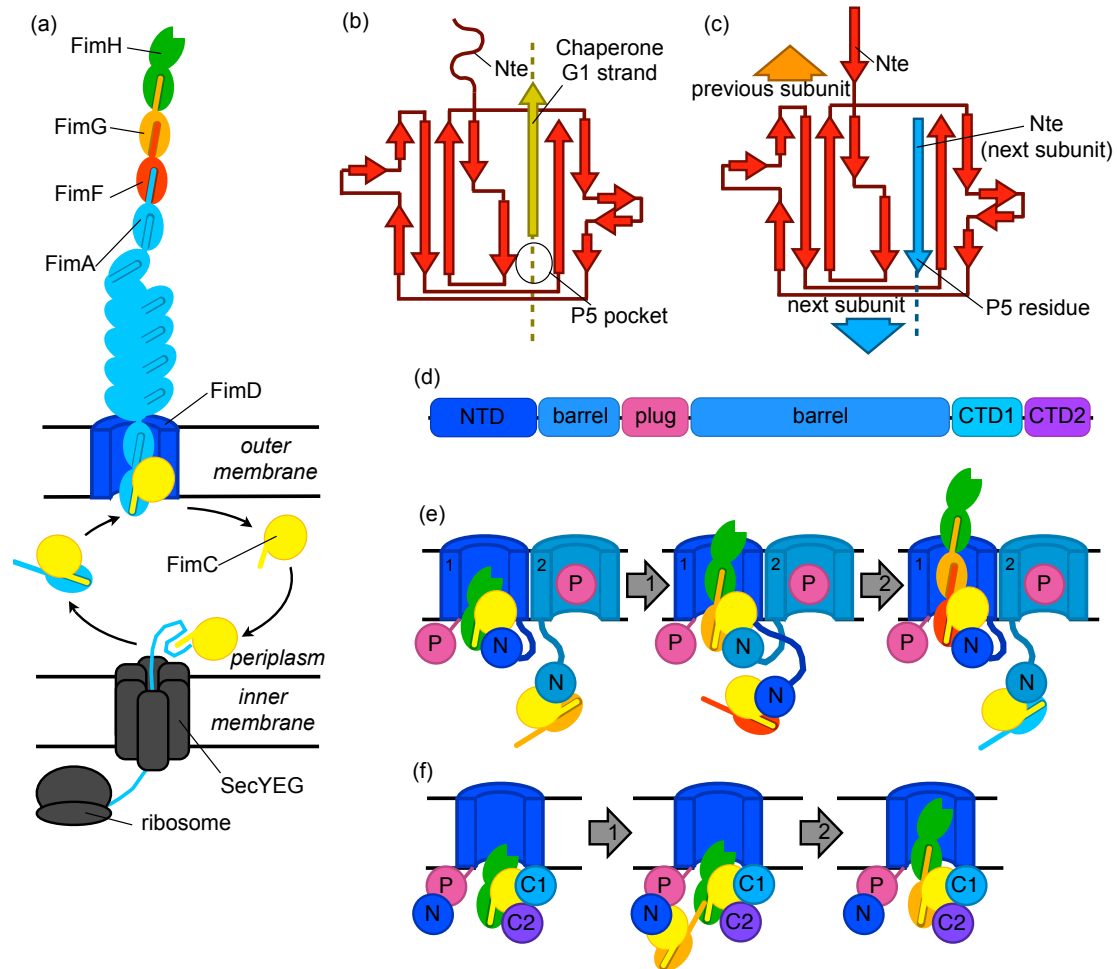 (a)
FimH
FimG
FimF
FimA
FimD
outer
membrane
FimC
periplasm
inner
membrane
SecYEG
ribosome
(b)
Nte
Chaperone
G1 strand
P5 pocket
(c)
Nte
previous subunit
Nte
(next subunit)
next subunit
P5 residue
(d)
NTD
barrel
plug
barrel
CTD1
CTD2
(e)
1
2
P
P
N
N
1
1
2
P
P
N
N
2
1
2
P
P
N
N
(f)
P
N
C1
C2
1
P
N
C1
C2
2
P
N
C1
C2